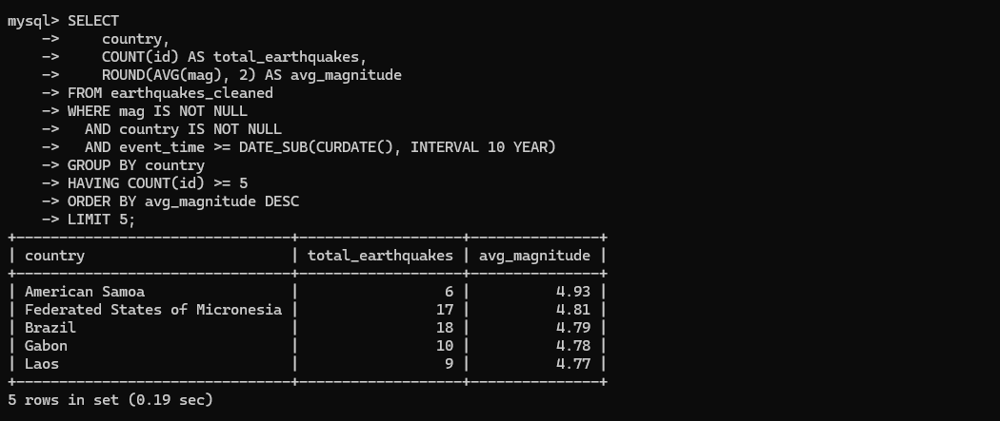 mysql> SELECT
    ->     country,
    ->     COUNT(id) AS total_earthquakes,
    ->     ROUND(AVG(mag), 2) AS avg_magnitude
    -> FROM earthquakes_cleaned
    -> WHERE mag IS NOT NULL
    ->   AND country IS NOT NULL
    ->   AND event_time >= DATE_SUB(CURDATE(), INTERVAL 10 YEAR)
    -> GROUP BY country
    -> HAVING COUNT(id) >= 5
    -> ORDER BY avg_magnitude DESC
    -> LIMIT 5;
+--------------------------------+-------------------+---------------+
| country                        | total_earthquakes | avg_magnitude |
+--------------------------------+-------------------+---------------+
| American Samoa                 |                 6 |          4.93 |
| Federated States of Micronesia |                17 |          4.81 |
| Brazil                         |                18 |          4.79 |
| Gabon                          |                10 |          4.78 |
| Laos                           |                 9 |          4.77 |
+--------------------------------+-------------------+---------------+
5 rows in set (0.19 sec)